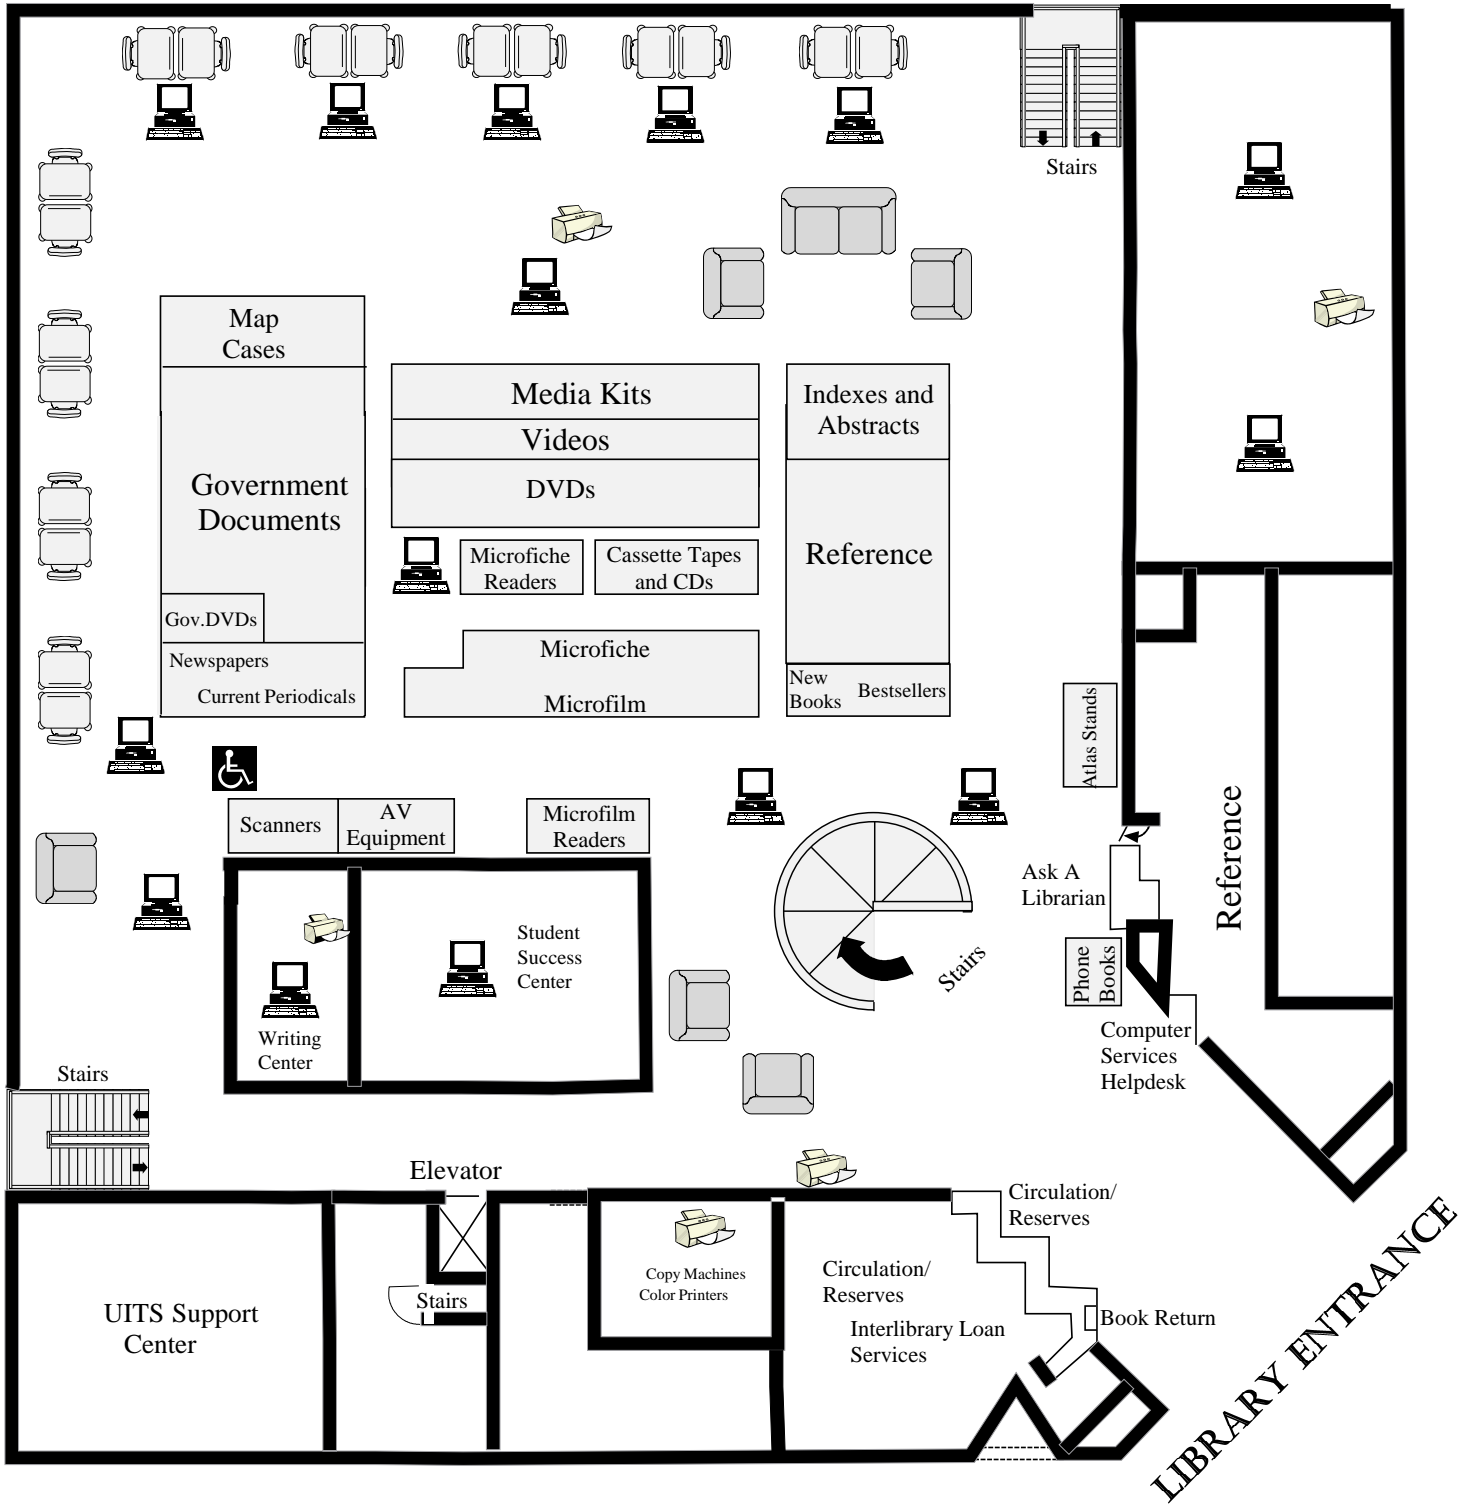 Stairs
Map
Cases
Media Kits
Indexes and
Abstracts
Videos
Government
Documents
DVDs
Reference
Microfiche
Readers
Cassette Tapes
and CDs
Gov.DVDs
Newspapers
Current Periodicals
Microfiche
Microfilm
New
Books
Bestsellers
Atlas Stands
Scanners
AV
Equipment
Microfilm
Readers
Reference
Ask A
Librarian
Student
Success
Center
Stairs
Phone
Books
Writing
Center
Computer
Services
Helpdesk
Stairs
Elevator
Circulation/
Reserves
Copy Machines
Color Printers
Circulation/
Reserves
Stairs
UITS Support
Center
Interlibrary Loan
Services
Book Return
LIBRARY ENTRANCE